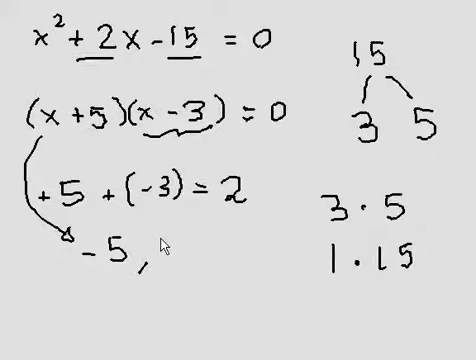 x² + 2x - 15 = 0
(x + 5)(x - 3) = 0
+ 5 + (-3) = 2
- 5 ,
15
3 5
3 · 5
1 · 15